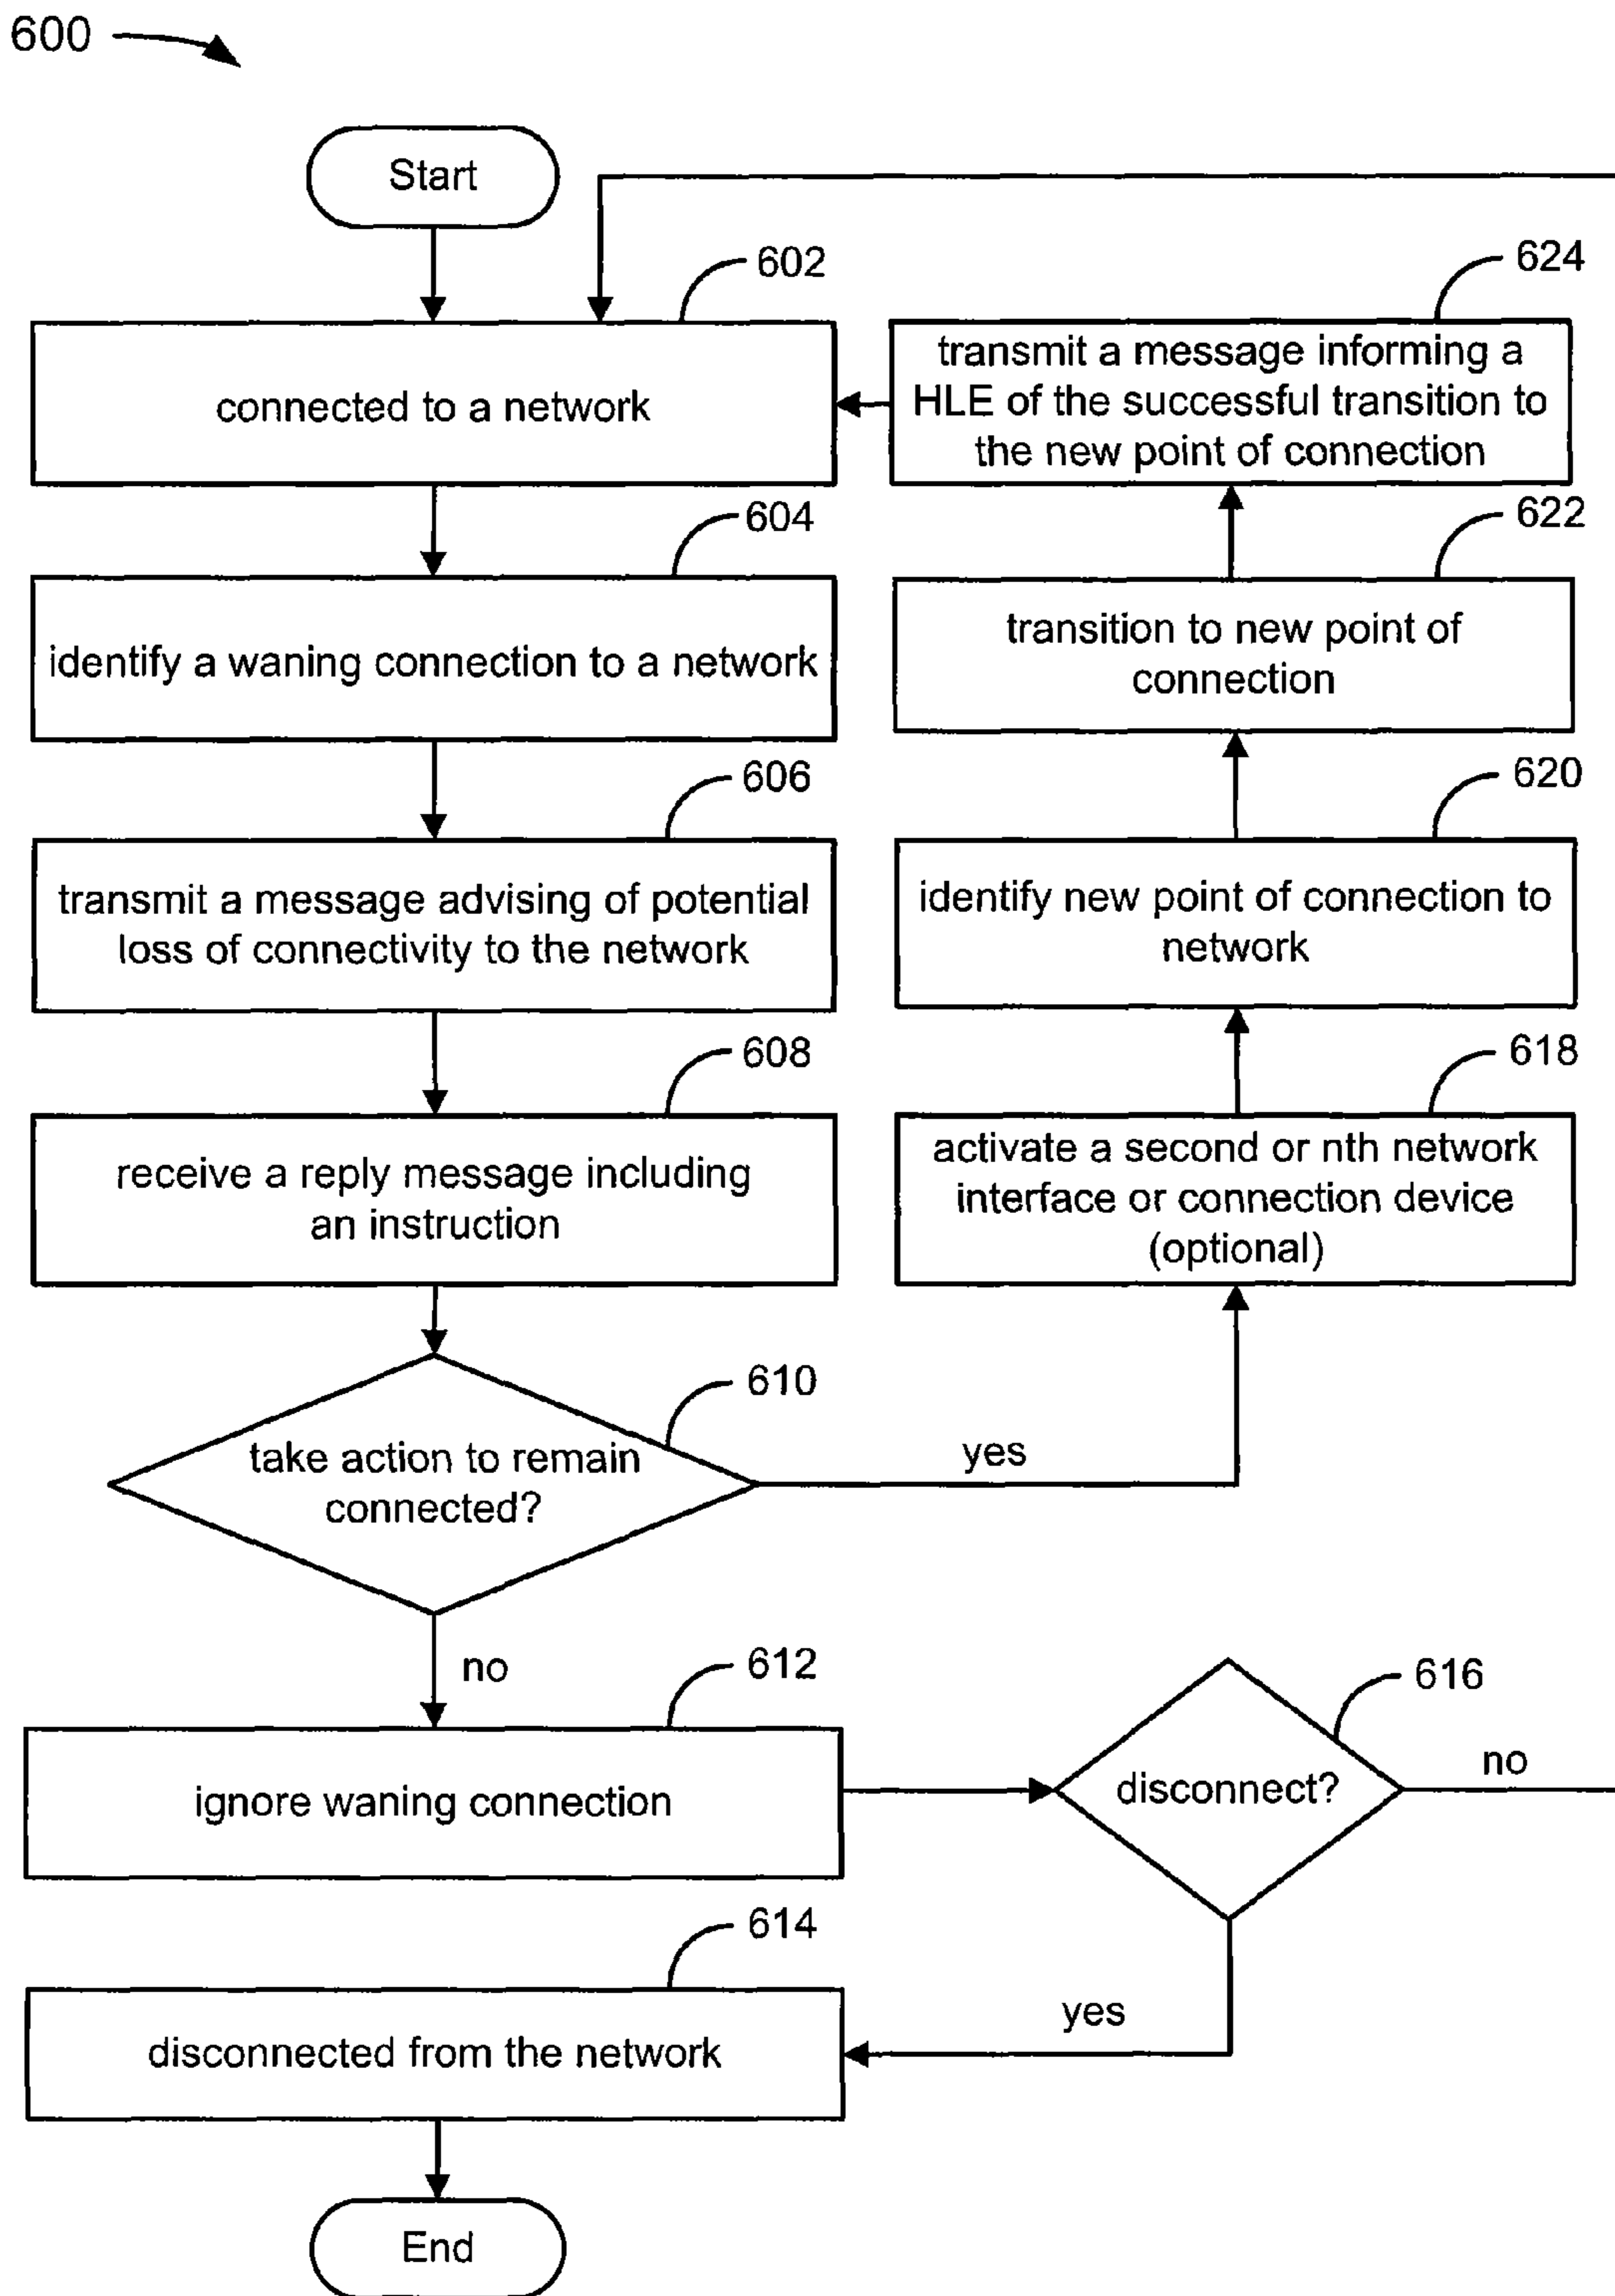 600
Start
602
connected to a network
604
identify a waning connection to a network
606
transmit a message advising of potential
loss of connectivity to the network
608
receive a reply message including
an instruction
610
take action to remain
connected?
yes
no
612
ignore waning connection
614
disconnected from the network
End
624
transmit a message informing a
HLE of the successful transition to
the new point of connection
622
transition to new point of
connection
620
identify new point of connection to
network
618
activate a second or nth network
interface or connection device
(optional)
616
disconnect?
no
yes